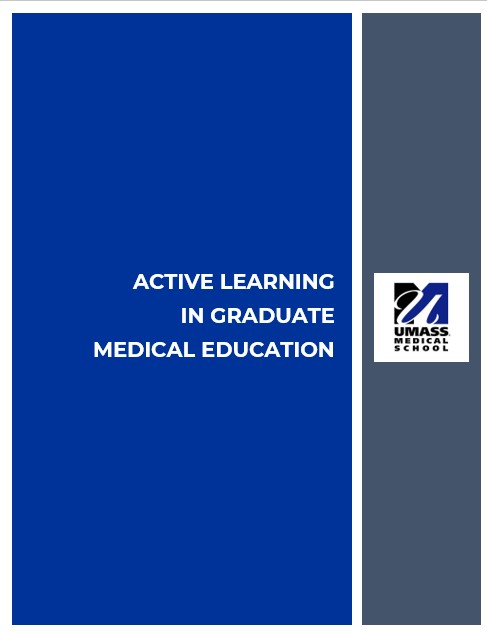 ACTIVE LEARNING
IN GRADUATE
MEDICAL EDUCATION
UMASS
MEDICAL
SCHOOL